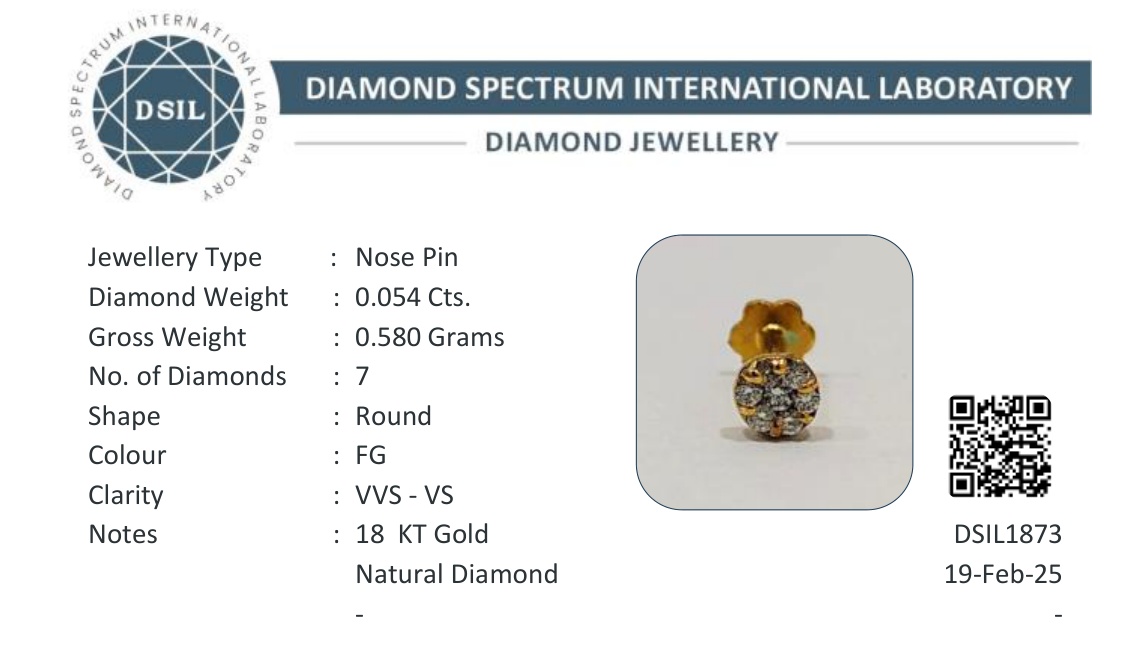 DIAMOND SPECTRUM INTERNATIONAL LABORATORY
DSIL
DIAMOND SPECTRUM INTERNATIONAL LABORATORY
DIAMOND JEWELLERY
Jewellery Type : Nose Pin
Diamond Weight : 0.054 Cts.
Gross Weight : 0.580 Grams
No. of Diamonds : 7
Shape : Round
Colour : FG
Clarity : VVS - VS
Notes : 18 KT Gold
DSIL1873
Natural Diamond
19-Feb-25
-
-